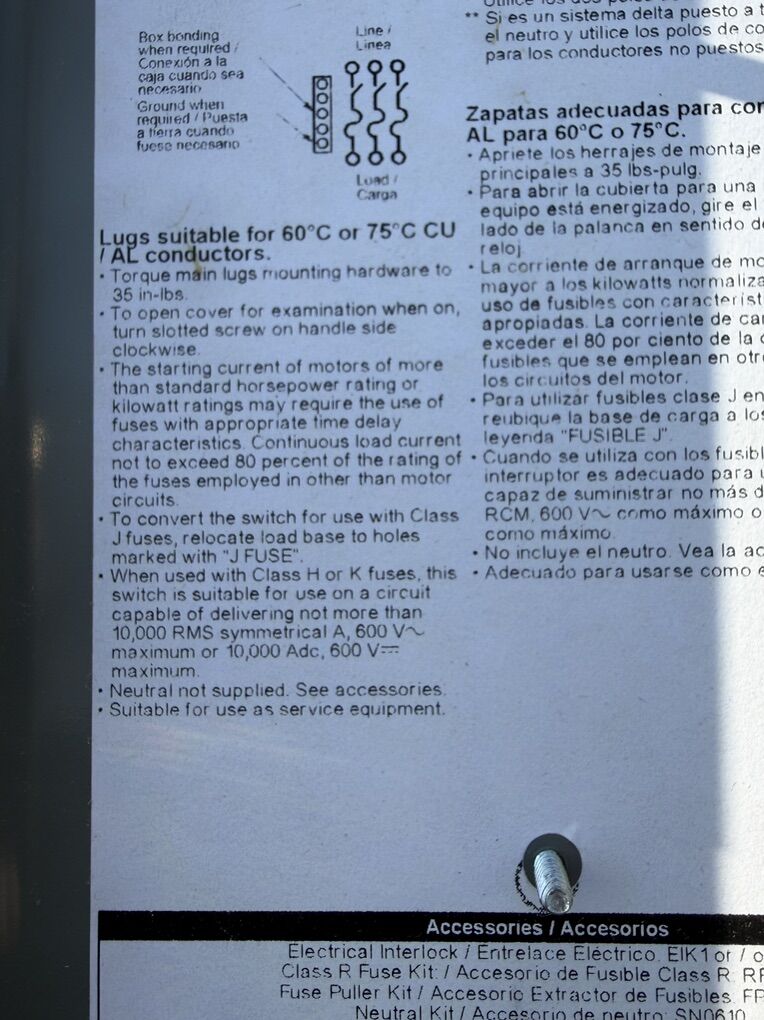 Box bonding
when required /
Conexión a la
caja cuando sea
necesario
Ground when
required / Puesta
a tierra cuando
fuese necesario
Line /
Línea
Load /
Carga
Lugs suitable for 60°C or 75°C CU
/ AL conductors.
• Torque main lugs mounting hardware to
35 in-lbs.
• To open cover for examination when on,
turn slotted screw on handle side
clockwise.
• The starting current of motors of more
than standard horsepower rating or
kilowatt ratings may require the use of
fuses with appropriate time delay
characteristics. Continuous load current
not to exceed 80 percent of the rating of
the fuses employed in other than motor
circuits.
• To convert the switch for use with Class
J fuses, relocate load base to holes
marked with "J FUSE".
• When used with Class H or K fuses, this
switch is suitable for use on a circuit
capable of delivering not more than
10,000 RMS symmetrical A, 600 V~
maximum or 10,000 Adc, 600 V⎓
maximum.
• Neutral not supplied. See accessories.
• Suitable for use as service equipment.
** Si es un sistema delta puesto a
el neutro y utilice los polos de
para los conductores no puestos
Zapatas adecuadas para
AL para 60°C o 75°C.
• Apriete los herrajes de montaje
principales a 35 lbs-pulg.
• Para abrir la cubierta para una
equipo está energizado, gire el
lado de la palanca en sentido
reloj.
• La corriente de arranque de
mayor a los kilowatts
uso de fusibles con
apropiadas. La corriente de
exceder el 80 por ciento de la
fusibles que se emplean en
los circuitos del motor.
• Para utilizar fusibles clase J en
reubique la base de carga a
leyenda "FUSIBLE J".
• Cuando se utiliza con los
interruptor es adecuado para
capaz de suministrar no más
RCM, 600 V~ como máximo o
como máximo.
• No incluye el neutro. Vea la
• Adecuado para usarse como
Accessories / Accesorios
Electrical Interlock / Entrelace Eléctrico: EIK1 or /
Class R Fuse Kit: / Accesorio de Fusible Class R:
Fuse Puller Kit / Accesorio Extractor de Fusibles:
Neutral Kit / Accesorio de neutro: SN0610